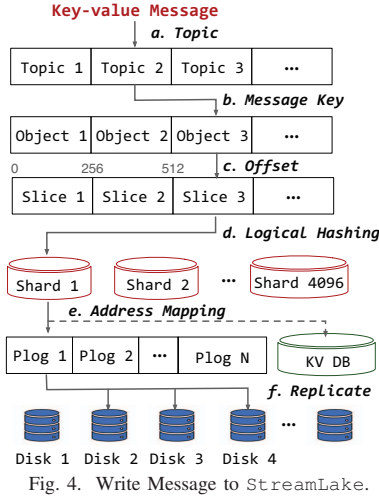 Key-value Message
a. Topic
Topic 1 Topic 2 Topic 3 ...
b. Message Key
Object 1 Object 2 Object 3 ...
0 256 512 c. Offset
Slice 1 Slice 2 Slice 3 ...
d. Logical Hashing
Shard 1 Shard 2 ... Shard 4096
e. Address Mapping
Plog 1 Plog 2 ... Plog N KV DB
f. Replicate
...
Disk 1 Disk 2 Disk 3 Disk 4
Fig. 4. Write Message to StreamLake.